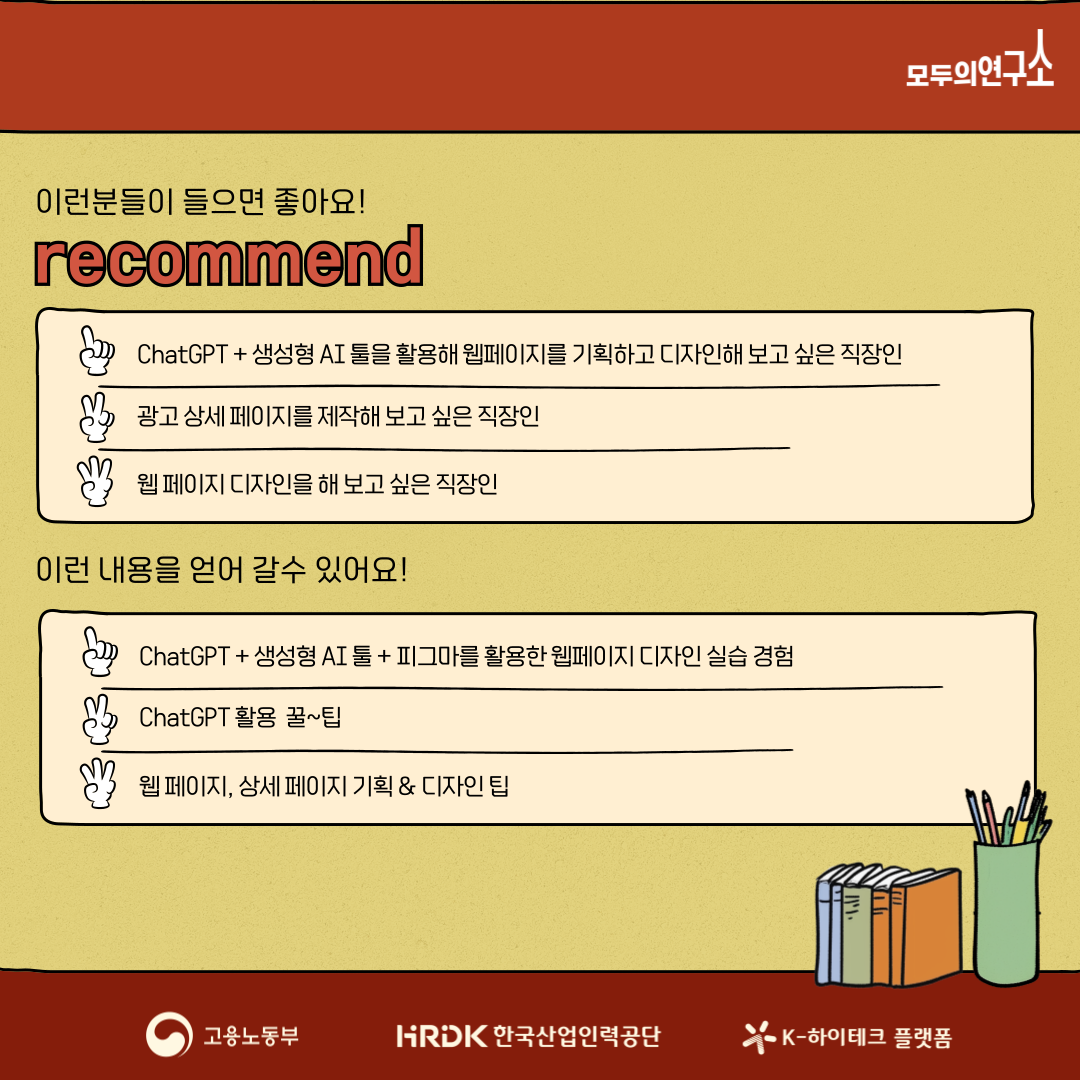 모두의연구소
이런분들이 들으면 좋아요!
recommend
ChatGPT + 생성형 AI 툴을 활용해 웹페이지를 기획하고 디자인해 보고 싶은 직장인
광고 상세 페이지를 제작해 보고 싶은 직장인
웹 페이지 디자인을 해 보고 싶은 직장인
이런 내용을 얻어 갈수 있어요!
ChatGPT + 생성형 AI 툴 + 피그마를 활용한 웹페이지 디자인 실습 경험
ChatGPT 활용 꿀~팁
웹 페이지, 상세 페이지 기획 & 디자인 팁
고용노동부
HRDK 한국산업인력공단
K-하이테크 플랫폼